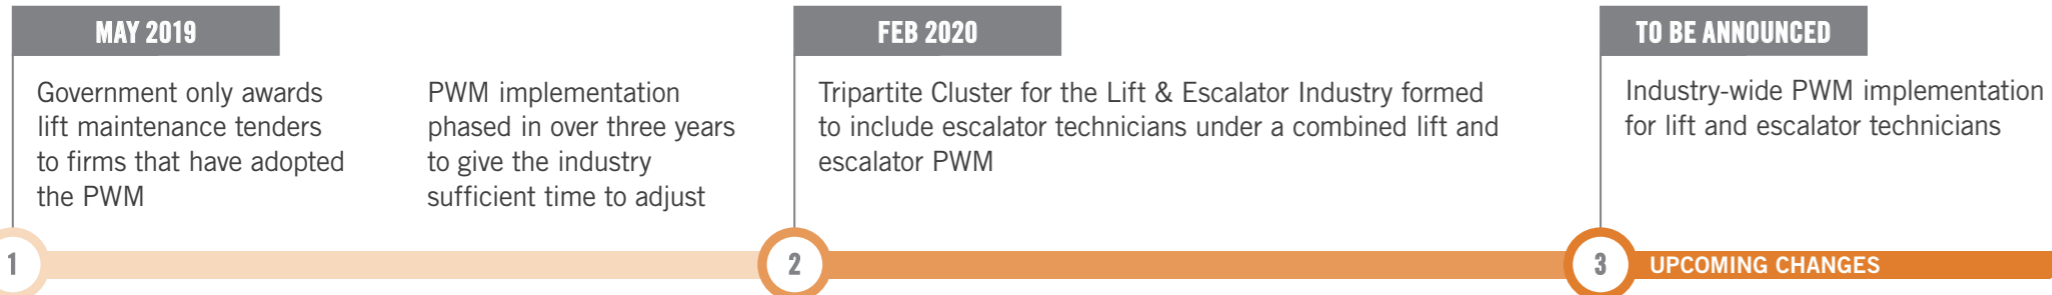 MAY 2019
Government only awards
lift maintenance tenders
to firms that have adopted
the PWM
PWM implementation
phased in over three years
to give the industry
sufficient time to adjust
FEB 2020
Tripartite Cluster for the Lift & Escalator Industry formed
to include escalator technicians under a combined lift and
escalator PWM
TO BE ANNOUNCED
Industry-wide PWM implementation
for lift and escalator technicians
1
2
3
UPCOMING CHANGES